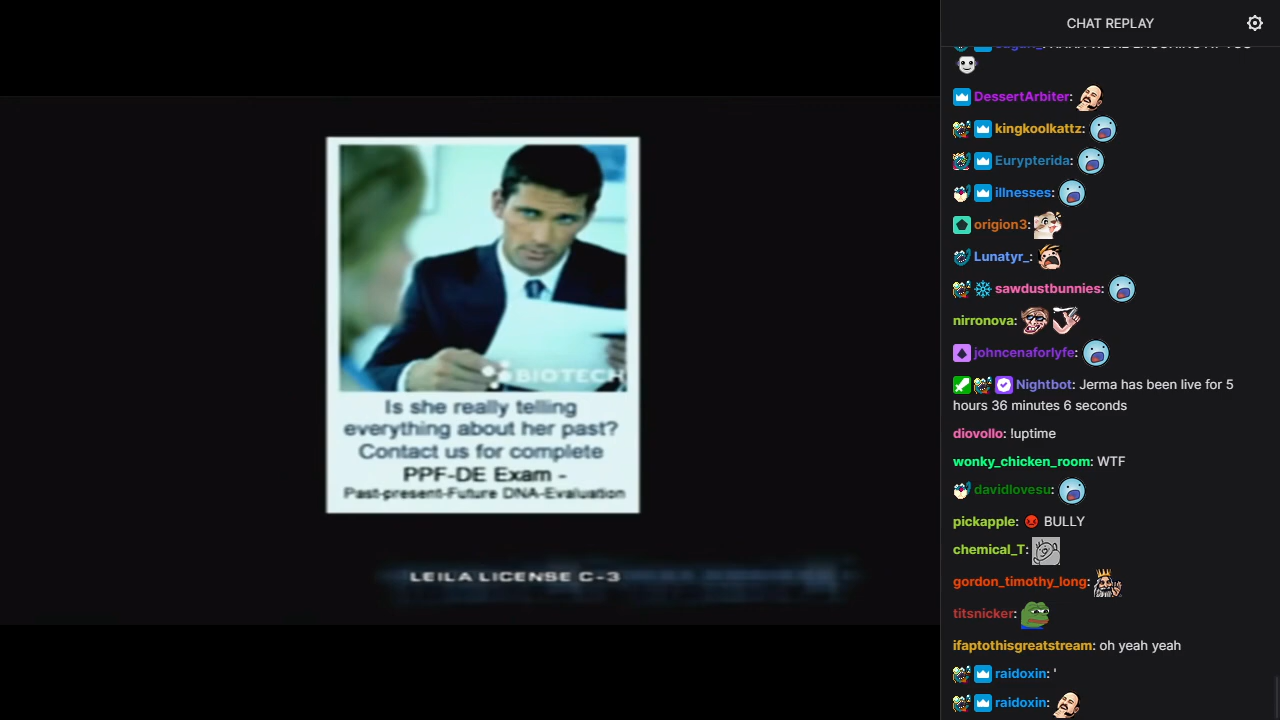 BIOTECH
Is she really telling
everything about her past?
Contact us for complete
PPF-DE Exam -
Past-present-Future DNA-Evaluation
LEILA LICENSE C-3
CHAT REPLAY
DessertArbiter:
kingkoolkattz:
Eurypterida:
illnesses:
origion3:
Lunatyr_:
sawdustbunnies:
nirronova:
johncenaforlyfe:
Nightbot: Jerma has been live for 5
hours 36 minutes 6 seconds
diovollo: !uptime
wonky_chicken_room: WTF
davidlovesu:
pickapple: BULLY
chemical_T:
gordon_timothy_long:
titsnicker:
ifaptothisgreatstream: oh yeah yeah
raidoxin: '
raidoxin: